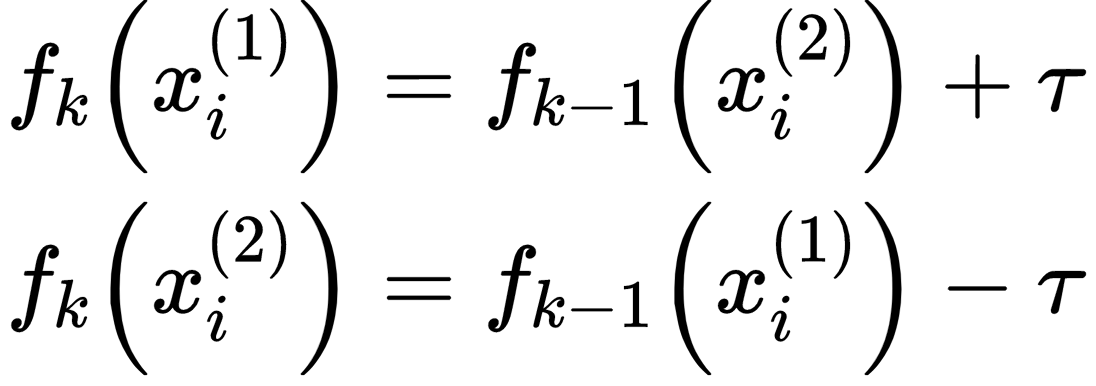 f_k(x_i^{(1)}) = f_{k-1}(x_i^{(2)}) + τ
f_k(x_i^{(2)}) = f_{k-1}(x_i^{(1)}) − τ